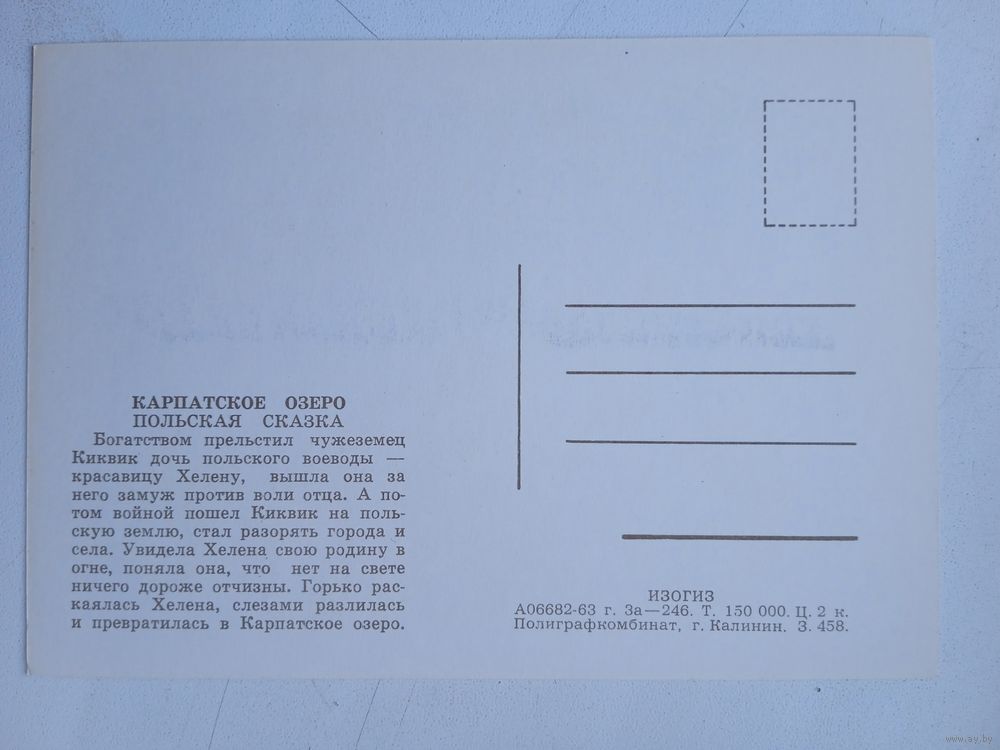 КАРПАТСКОЕ ОЗЕРО
ПОЛЬСКАЯ СКАЗКА
Богатством прельстил чужеземец
Киквик дочь польского воеводы —
красавицу Хелену, вышла она за
него замуж против воли отца. А по-
том войной пошел Киквик на поль-
скую землю, стал разорять города и
села. Увидела Хелена свою родину в
огне, поняла она, что нет на свете
ничего дороже отчизны. Горько рас-
каялась Хелена, слезами разлилась
и превратилась в Карпатское озеро.
ИЗОГИЗ
А06682-63 г. За—246. Т. 150 000. Ц. 2 к.
Полиграфкомбинат, г. Калинин. З. 458.
www.ay.by